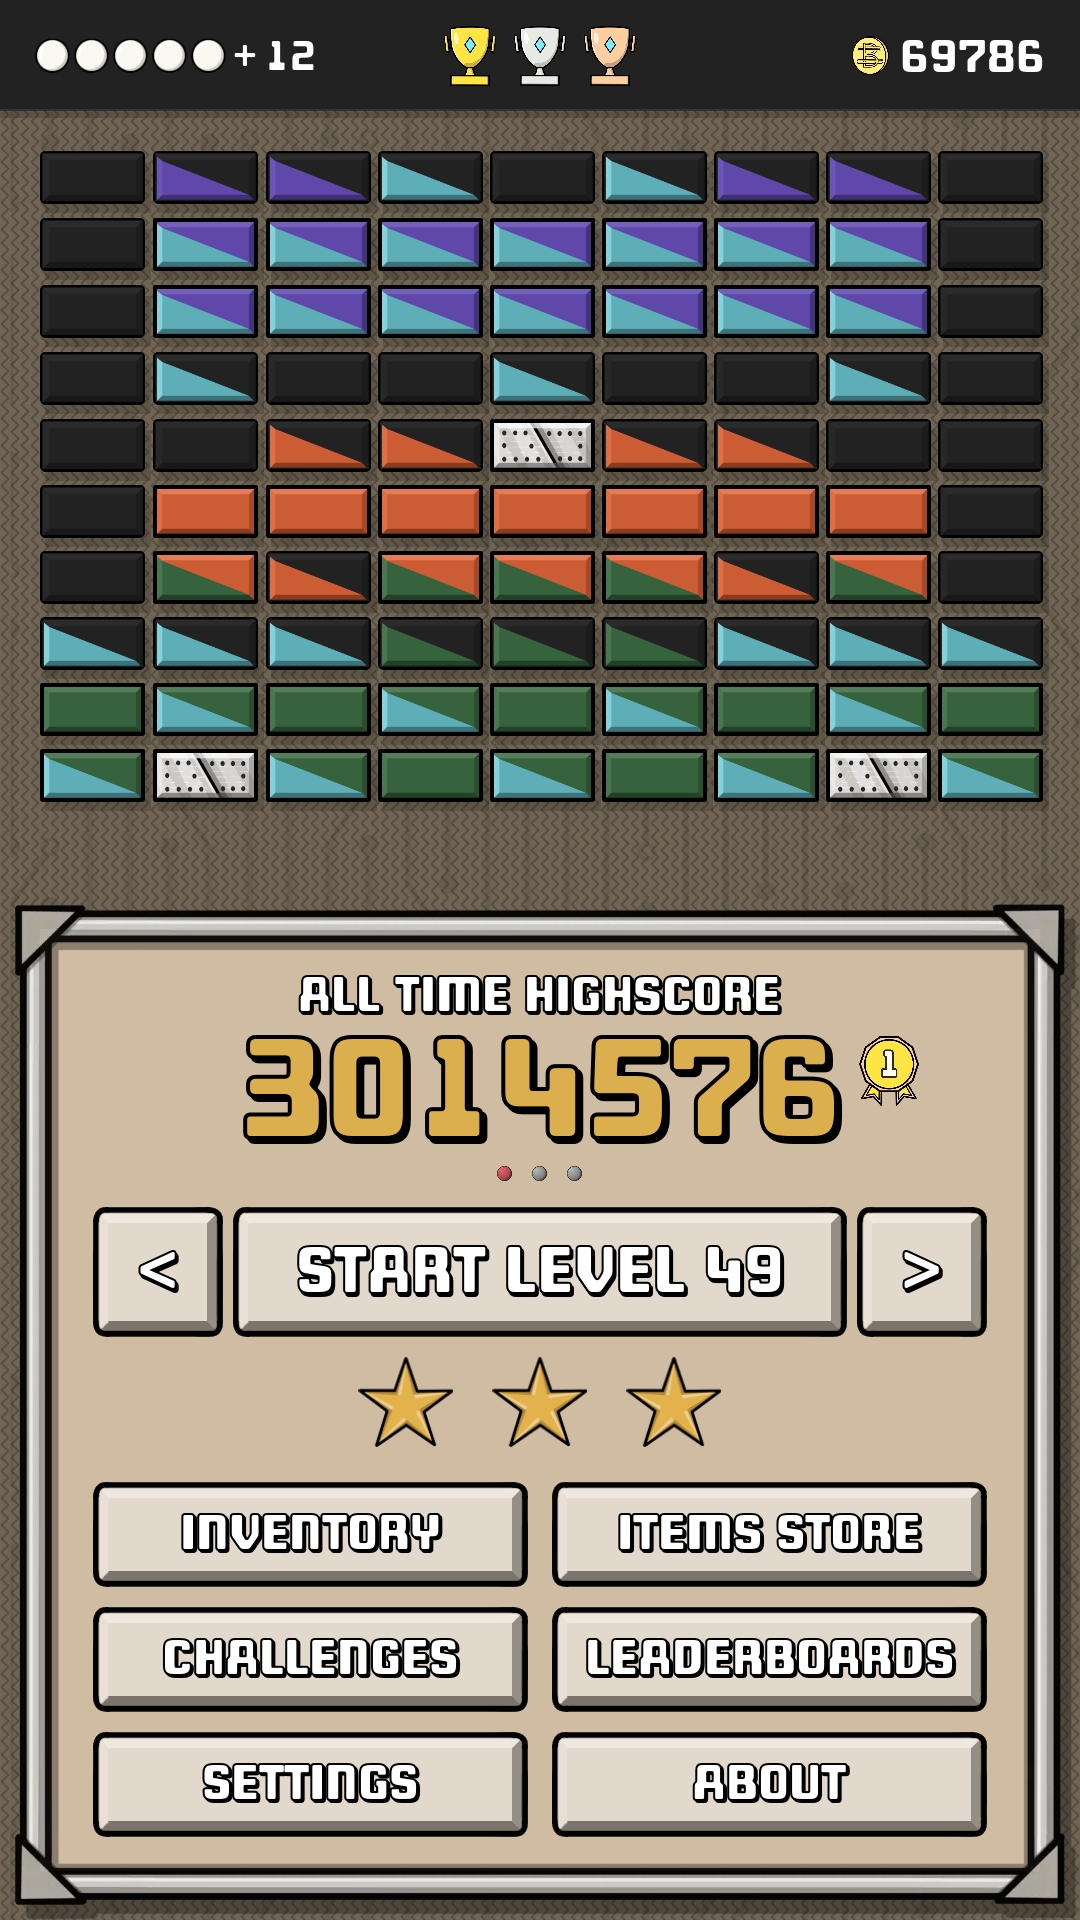 + 12
69786
ALL TIME HIGHSCORE
3014576
1
<
START LEVEL 49
>
INVENTORY
ITEMS STORE
CHALLENGES
LEADERBOARDS
SETTINGS
ABOUT